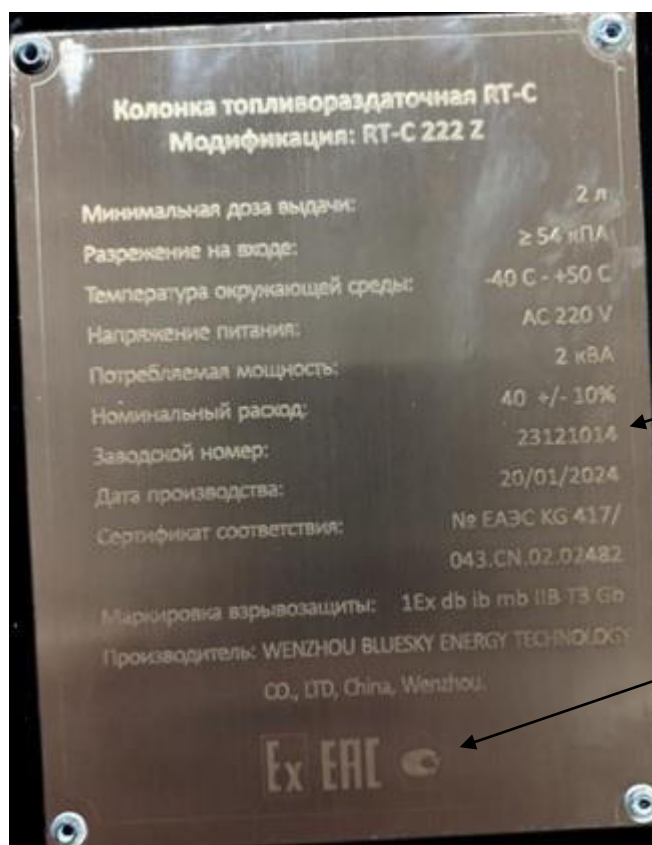 Колонка топливораздаточная RT-C
Модификация: RT-C 222 Z
Минимальная доза выдачи: 2 л
Разрежение на входе: ≥ 54 кПА
Температура окружающей среды: -40 С - +50 С
Напряжение питания: AC 220 V
Потребляемая мощность: 2 кВА
Номинальный расход: 40 +/- 10%
Заводской номер: 23121014
Дата производства: 20/01/2024
Сертификат соответствия: № ЕАЭС KG 417/
043.CN.02.02482
Маркировка взрывозащиты: 1Ex db ib mb IIB T3 Gb
Производитель: WENZHOU BLUESKY ENERGY TECHNOLOGY
CO., LTD, China, Wenzhou.
Ex EAC